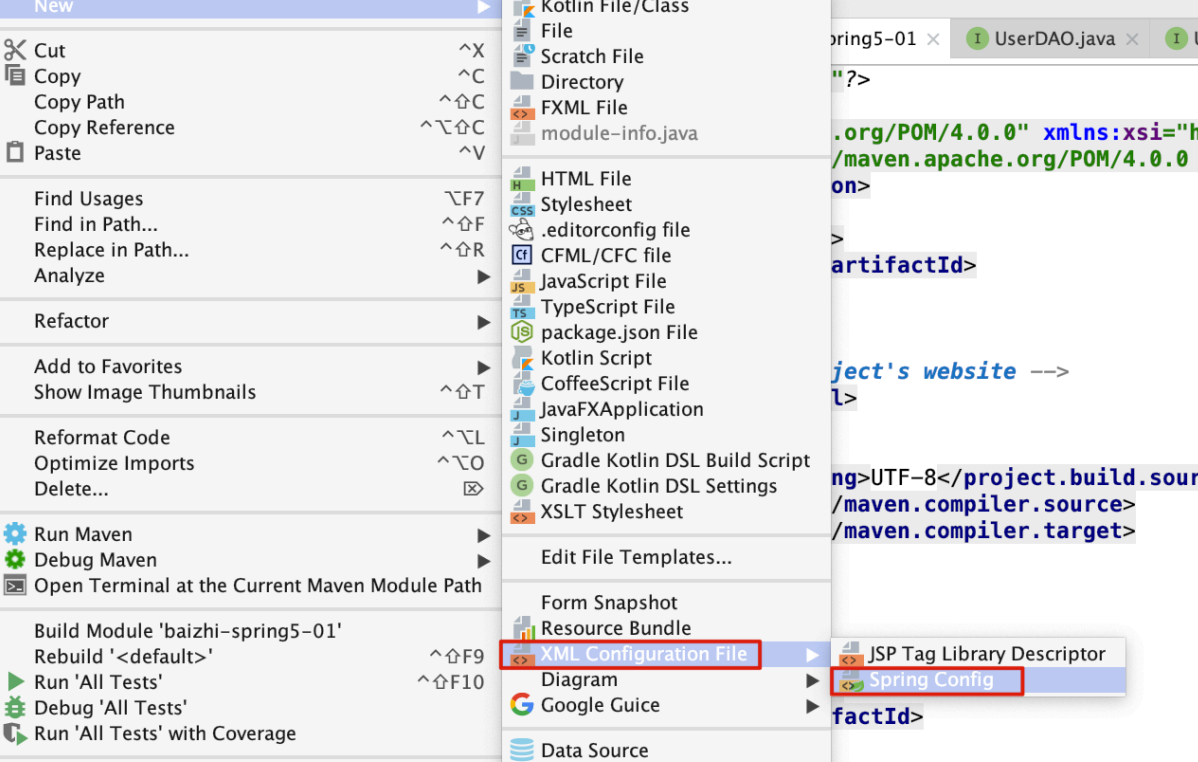 New
Cut ^X
Copy ^C
Copy Path ^⇧C
Copy Reference ^⌥⇧C
Paste ^V
Find Usages ⌥F7
Find in Path... ^⇧F
Replace in Path... ^⇧R
Analyze
Refactor
Add to Favorites
Show Image Thumbnails ^⇧T
Reformat Code ^⌥L
Optimize Imports ^⌥O
Delete... ⌦
Run Maven
Debug Maven
Open Terminal at the Current Maven Module Path
Build Module 'baizhi-spring5-01'
Rebuild '<default>' ^⇧F9
Run 'All Tests' ^⇧F10
Debug 'All Tests'
Run 'All Tests' with Coverage
Kotlin File/Class
File
Scratch File
Directory
FXML File
module-info.java
HTML File
Stylesheet
.editorconfig file
CFML/CFC file
JavaScript File
TypeScript File
package.json File
Kotlin Script
CoffeeScript File
JavaFXApplication
Singleton
Gradle Kotlin DSL Build Script
Gradle Kotlin DSL Settings
XSLT Stylesheet
Edit File Templates...
Form Snapshot
Resource Bundle
XML Configuration File
Diagram
Google Guice
Data Source
JSP Tag Library Descriptor
Spring Config
pring5-01
UserDAO.java
"?>
.org/POM/4.0.0" xmlns:xsi="h
/maven.apache.org/POM/4.0.0
on>
>
artifactId>
ject's website -->
l>
ng>UTF-8</project.build.sour
/maven.compiler.source>
/maven.compiler.target>
factId>